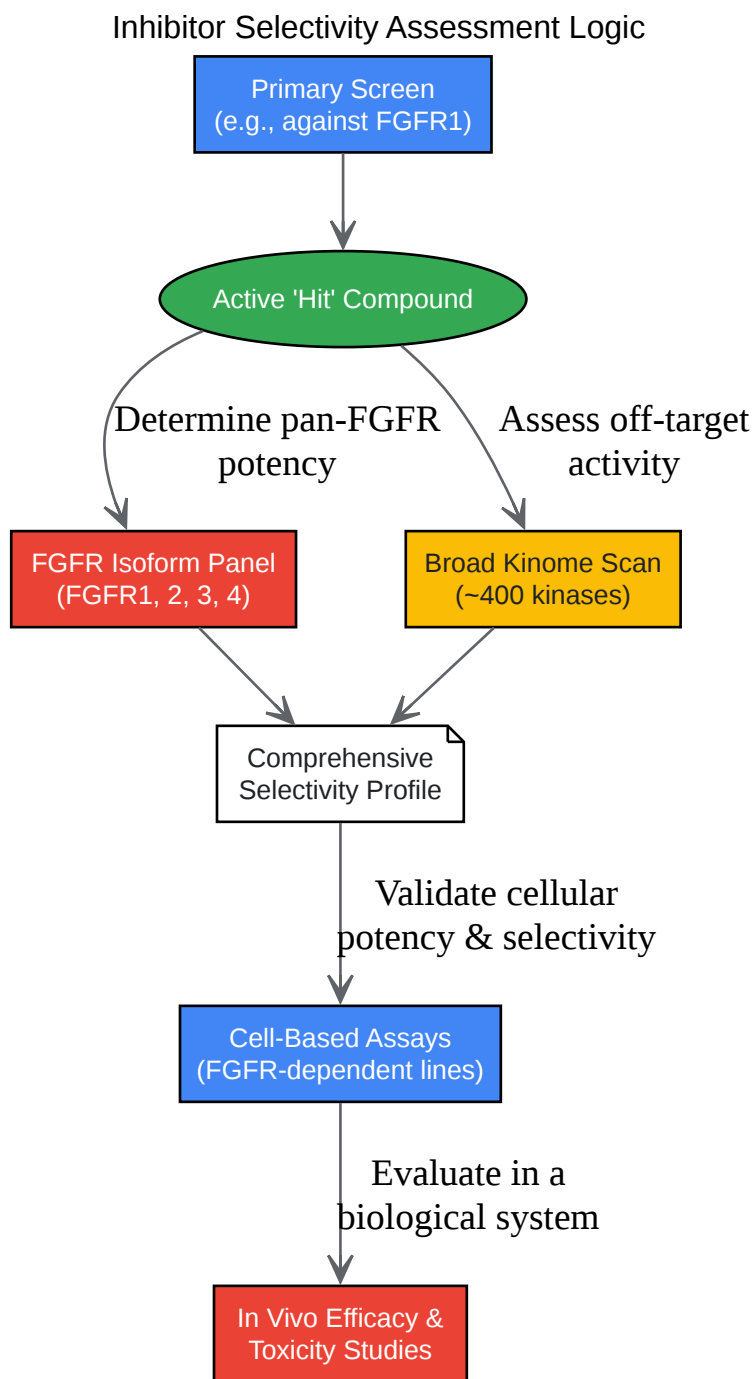 Inhibitor Selectivity Assessment Logic
Primary Screen
(e.g., against FGFR1)
Active 'Hit' Compound
Determine pan-FGFR
potency
Assess off-target
activity
FGFR Isoform Panel
(FGFR1, 2, 3, 4)
Broad Kinome Scan
(~400 kinases)
Comprehensive
Selectivity Profile
Validate cellular
potency & selectivity
Cell-Based Assays
(FGFR-dependent lines)
Evaluate in a
biological system
In Vivo Efficacy &
Toxicity Studies